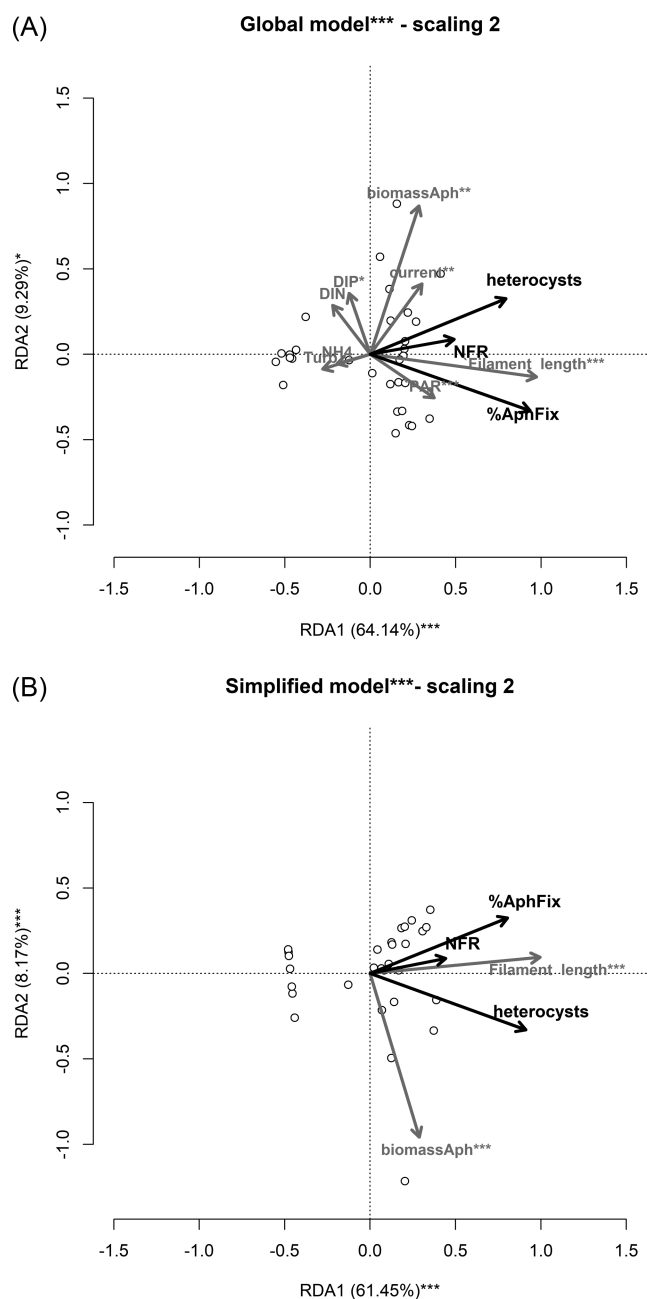 (A)
Global model*** - scaling 2
1.5
1.0
0.5
0.0
-0.5
-1.0
RDA2 (9.29%)*
biomassAph**
current**
DIP*
DIN
heterocysts
NH4
NFR
Filament_length***
PAR***
%AphFix
-1.5 -1.0 -0.5 0.0 0.5 1.0 1.5
RDA1 (64.14%)***
(B)
Simplified model***- scaling 2
1.0
0.5
0.0
-0.5
-1.0
RDA2 (8.17%)***
%AphFix
NFR
Filament_length***
heterocysts
biomassAph***
-1.5 -1.0 -0.5 0.0 0.5 1.0 1.5
RDA1 (61.45%)***